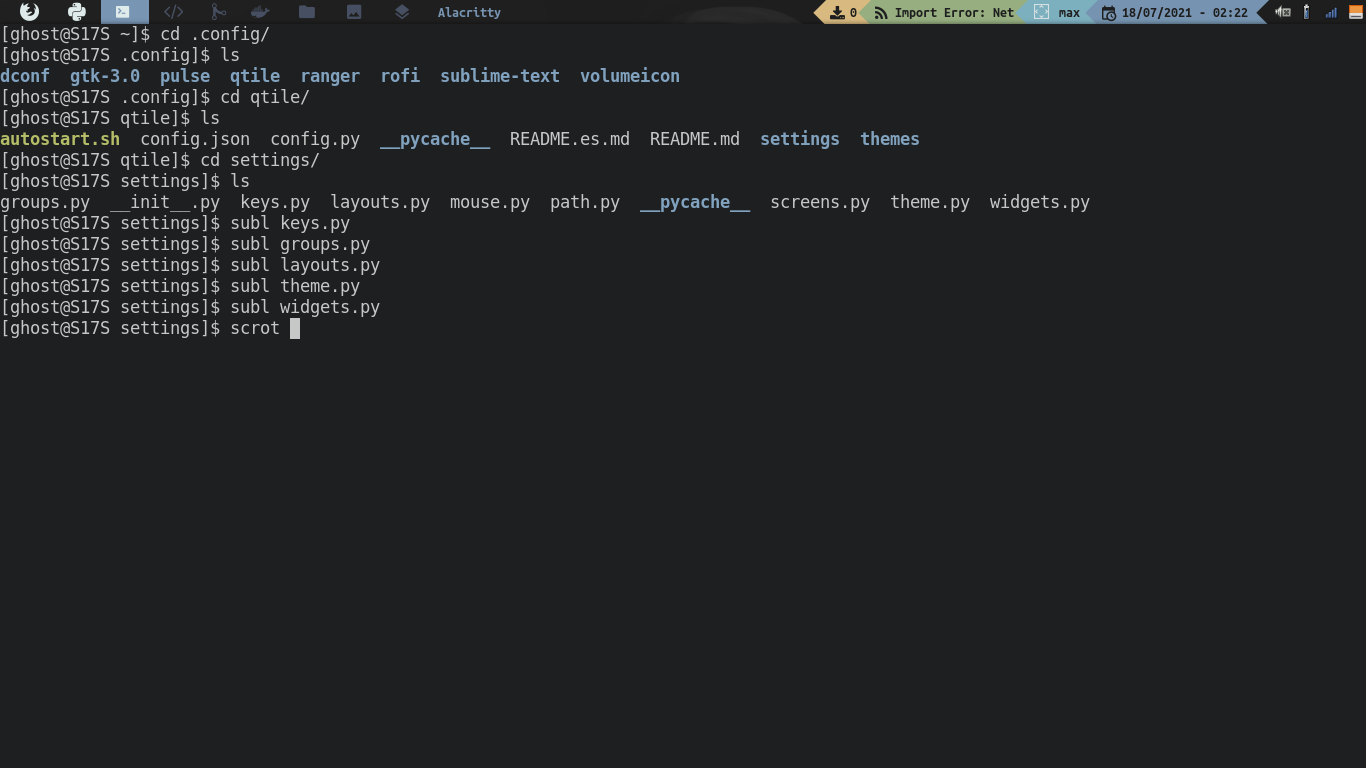 Alacritty 0 Import Error: Net max 18/07/2021 - 02:22
[ghost@S17S ~]$ cd .config/
[ghost@S17S .config]$ ls
dconf gtk-3.0 pulse qtile ranger rofi sublime-text volumeicon
[ghost@S17S .config]$ cd qtile/
[ghost@S17S qtile]$ ls
autostart.sh config.json config.py __pycache__ README.es.md README.md settings themes
[ghost@S17S qtile]$ cd settings/
[ghost@S17S settings]$ ls
groups.py __init__.py keys.py layouts.py mouse.py path.py __pycache__ screens.py theme.py widgets.py
[ghost@S17S settings]$ subl keys.py
[ghost@S17S settings]$ subl groups.py
[ghost@S17S settings]$ subl layouts.py
[ghost@S17S settings]$ subl theme.py
[ghost@S17S settings]$ subl widgets.py
[ghost@S17S settings]$ scrot